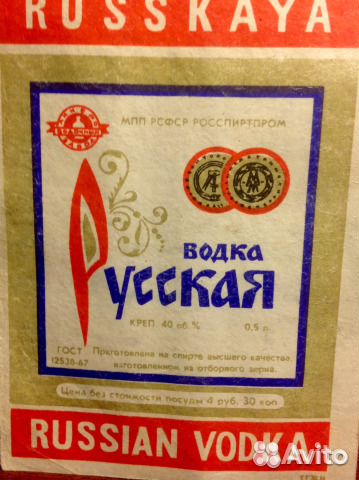 RUSSKAYA
МПП РСФСР РОССПИРТПРОМ
ВОДКА
Русская
КРЕП. 40 об.% 0,5 л.
ГОСТ 12538-67
Приготовлена на спирте высшего качества,
изготовленном из отборного зерна.
Цена без стоимости посуды 4 руб. 30 коп
RUSSIAN VODKA
Avito